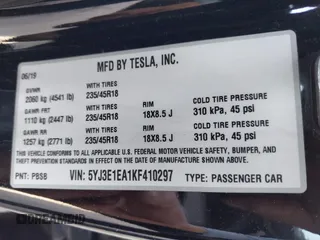 MFD BY TESLA, INC.
06/19
GVWR
2060 kg (4541 lb)
WITH TIRES
235/45R18
GAWR FRT
1110 kg (2447 lb)
WITH TIRES
235/45R18
RIM
18X8.5 J
COLD TIRE PRESSURE
310 kPa, 45 psi
GAWR RR
1257 kg (2771 lb)
WITH TIRES
235/45R18
RIM
18X8.5 J
COLD TIRE PRESSURE
310 kPa, 45 psi
THIS VEHICLE CONFORMS TO ALL APPLICABLE FEDERAL MOTOR
VEHICLE SAFETY, BUMPER, AND THEFT PREVENTION STANDARDS IN
EFFECT ON THE DATE OF MANUFACTURE SHOWN ABOVE.
PNT: PBSB
VIN: 5YJ3E1EA1KF410297
TYPE: PASSENGER CAR